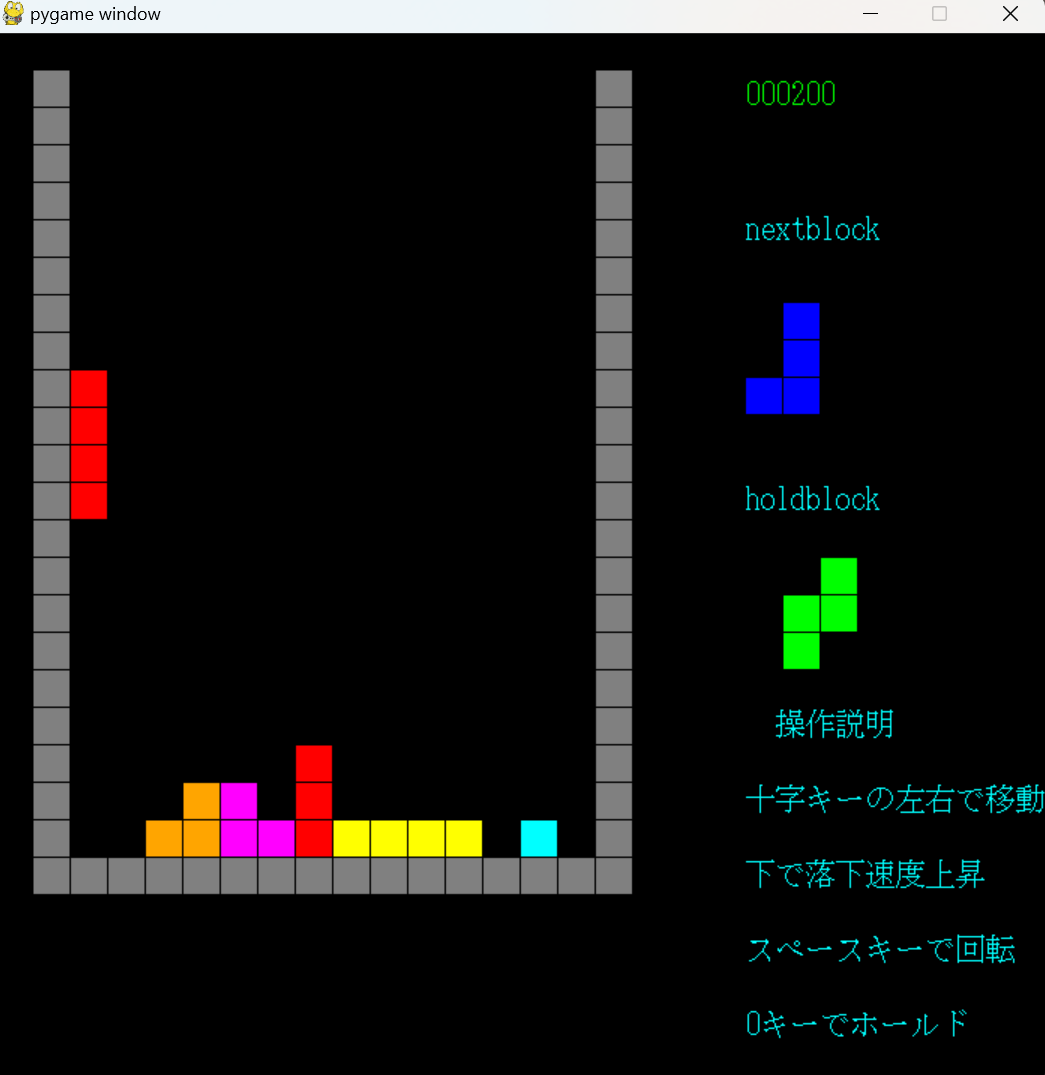 pygame window
000200
nextblock
holdblock
操作説明
十字キーの左右で移動
下で落下速度上昇
スペースキーで回転
0キーでホールド